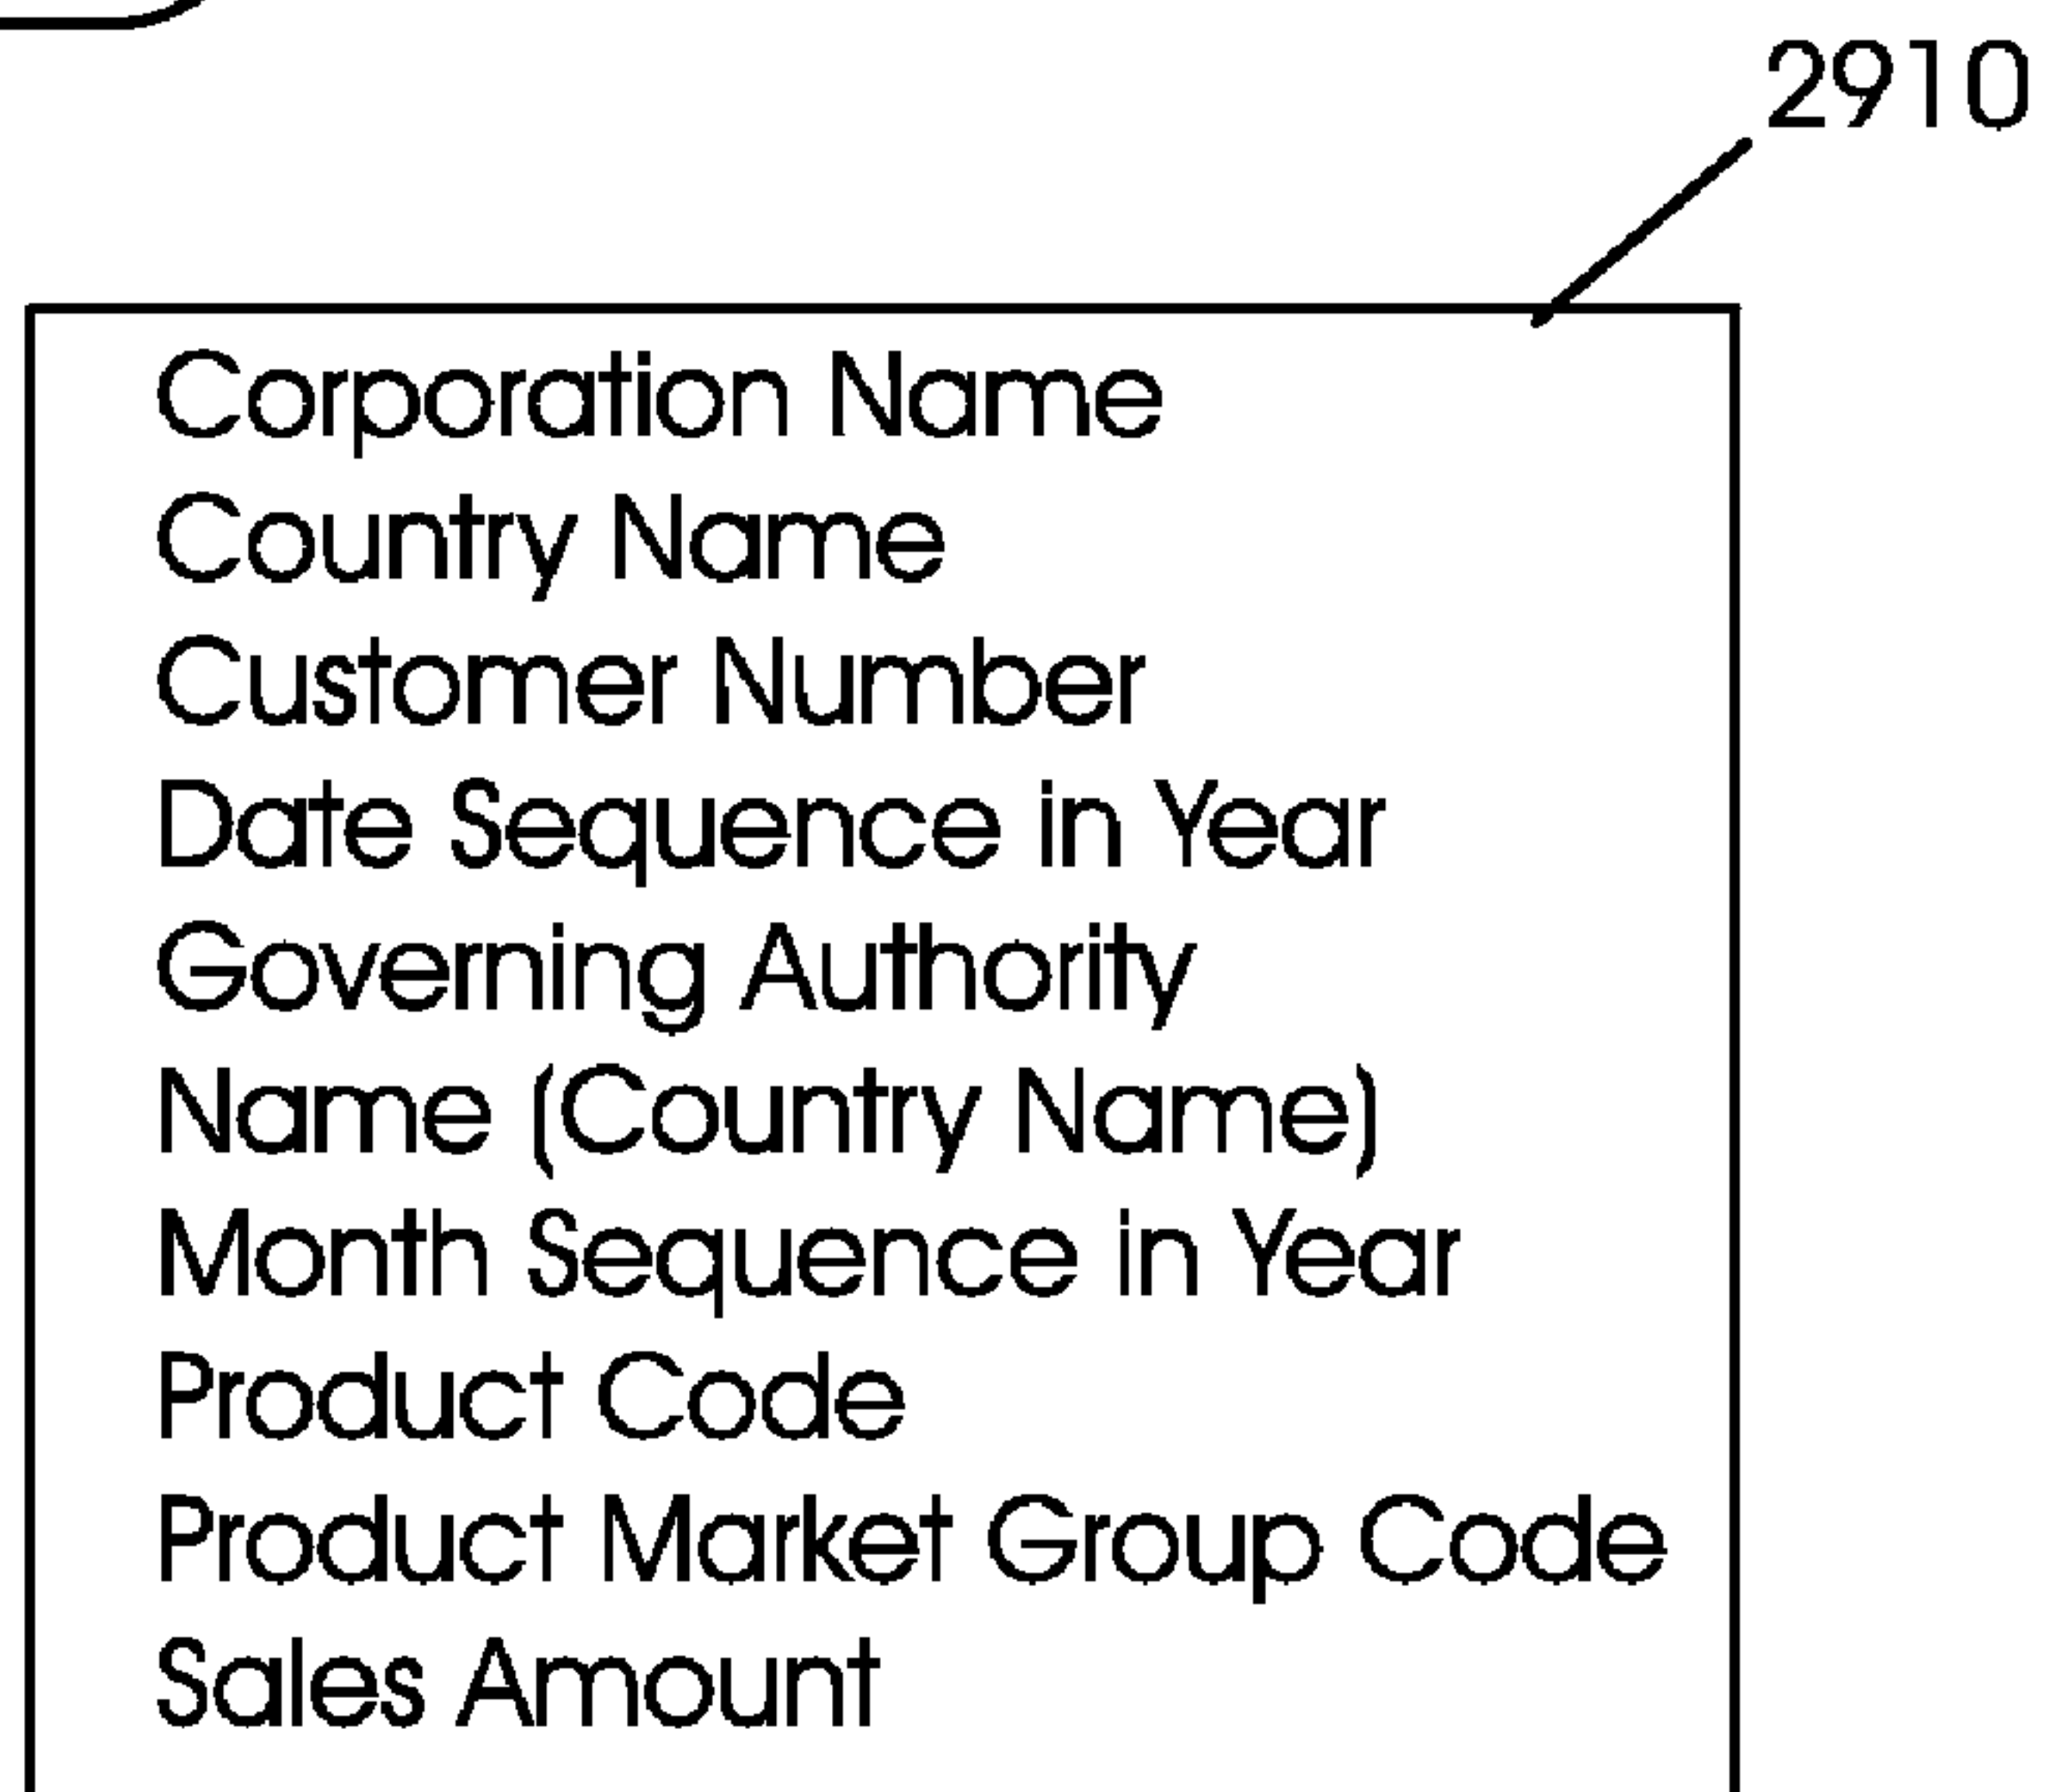 2910
Corporation Name
Country Name
Customer Number
Date Sequence in Year
Governing Authority
Name (Country Name)
Month Sequence in Year
Product Code
Product Market Group Code
Sales Amount